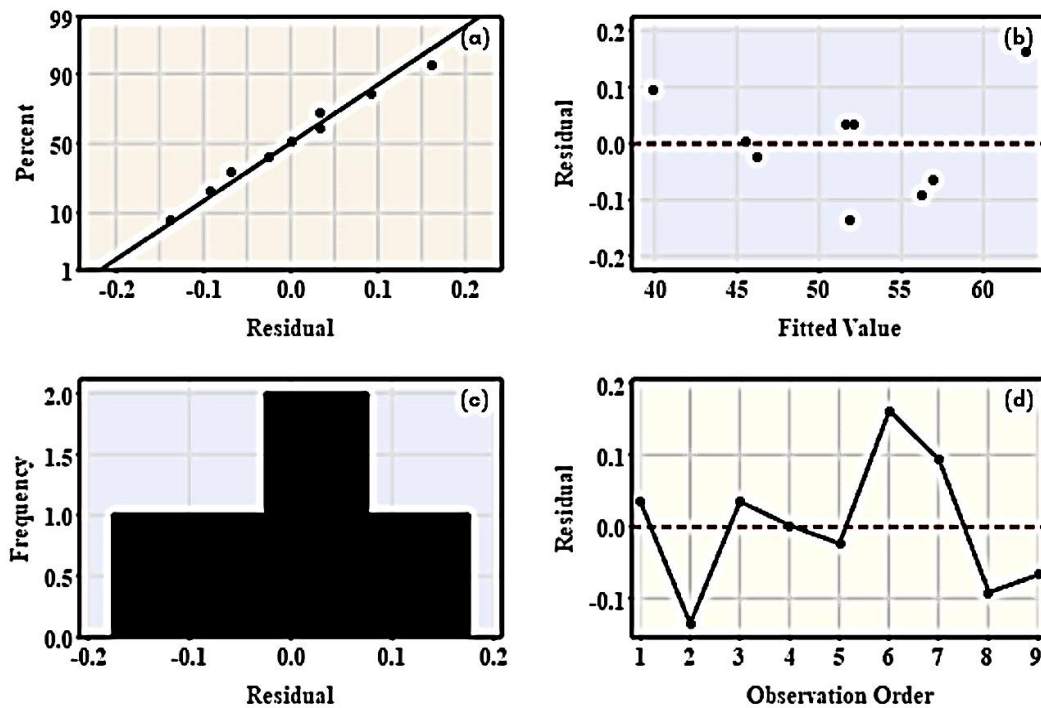 99
90
50
10
1
Percent
(a)
-0.2 -0.1 0.0 0.1 0.2
Residual
0.2
0.1
0.0
-0.1
-0.2
Residual
(b)
40 45 50 55 60
Fitted Value
2.0
1.5
1.0
0.5
0.0
Frequency
(c)
-0.2 -0.1 0.0 0.1 0.2
Residual
0.2
0.1
0.0
-0.1
Residual
(d)
1 2 3 4 5 6 7 8 9
Observation Order